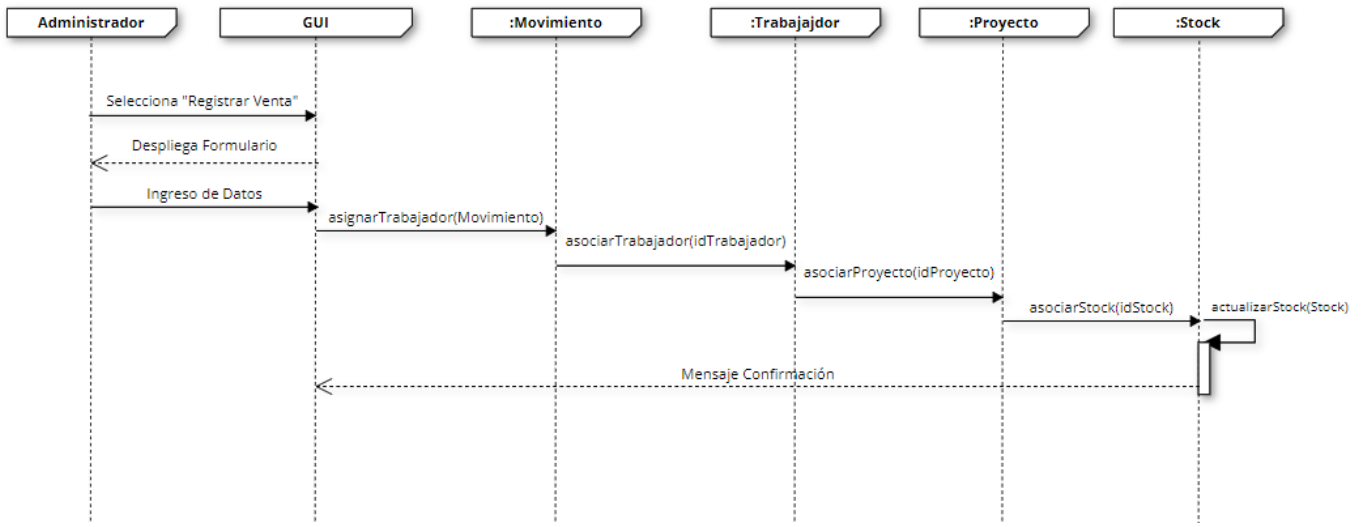 Administrador
GUI
:Movimiento
:Trabajajdor
:Proyecto
:Stock
Selecciona "Registrar Venta"
Despliega Formulario
Ingreso de Datos
asignarTrabajador(Movimiento)
asociarTrabajador(idTrabajador)
asociarProyecto(idProyecto)
asociarStock(idStock)
actualizarStock(Stock)
Mensaje Confirmación